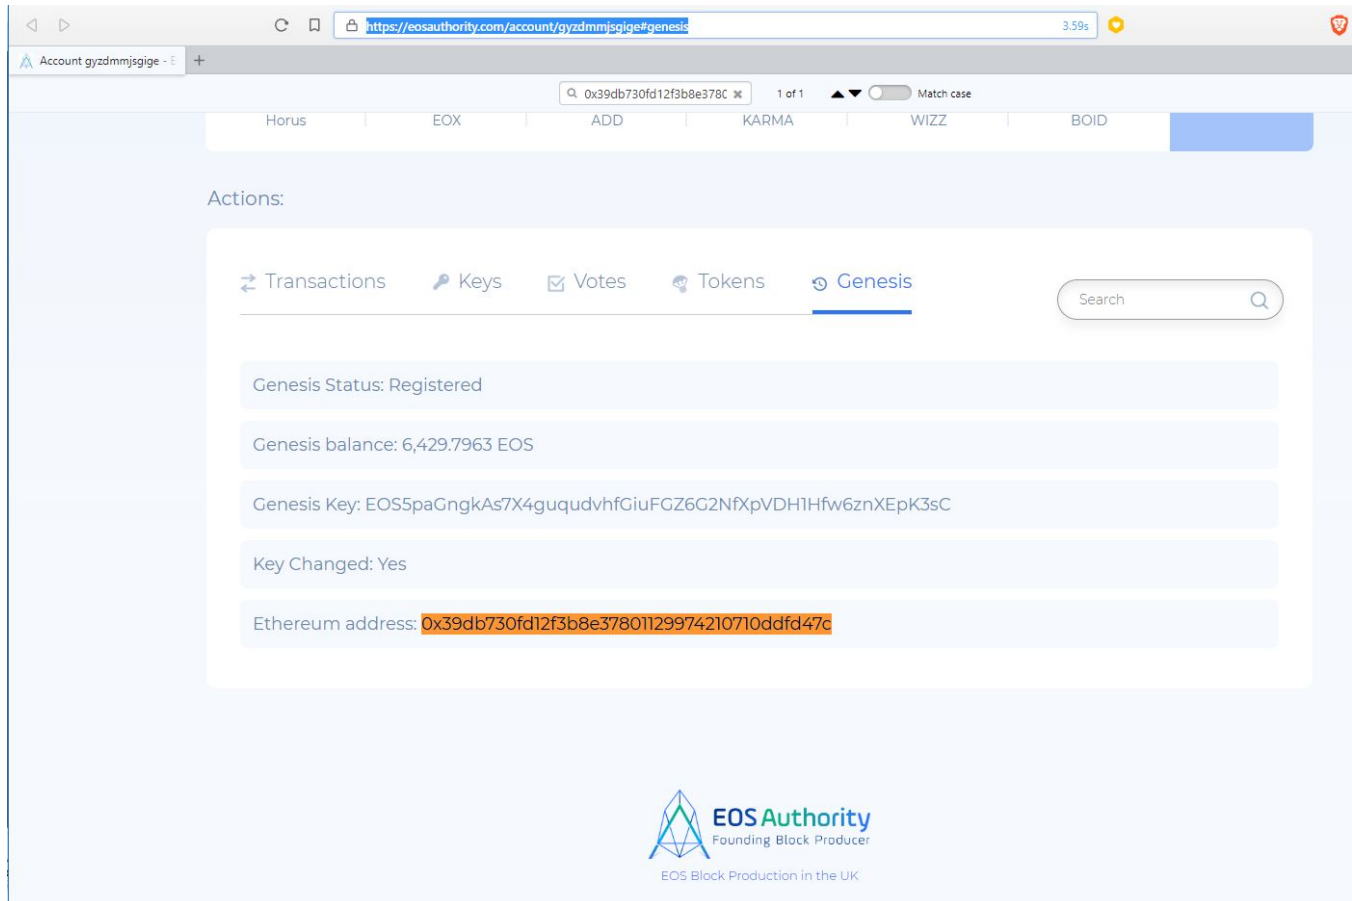 https://eosauthority.com/account/gyzdmmjsgige#genesis
3.59s
Account gyzdmmjsgige - E
+
0x39db730fd12f3b8e3780
1 of 1
Match case
Horus
EOX
ADD
KARMA
WIZZ
BOID
Actions:
Transactions
Keys
Votes
Tokens
Genesis
Search
Genesis Status: Registered
Genesis balance: 6,429.7963 EOS
Genesis Key: EOS5paGngkAs7X4guqudvhfGiuFGZ6G2NfXpVDH1Hfw6znXEpK3sC
Key Changed: Yes
Ethereum address: 0x39db730fd12f3b8e37801129974210710ddfd47c
EOS Authority
Founding Block Producer
EOS Block Production in the UK